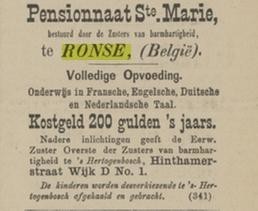 Pensionnaat Ste. Marie,
bestuurd door de Zusters van barmhartigheid,
te RONSE, (België).
Volledige Opvoeding.
Onderwijs in Fransche, Engelsche, Duitsche
en Nederlandsche Taal.
Kostgeld 200 gulden 's jaars.
Nadere inlichtingen geeft de Eerw.
Zuster Overste der Zusters van barmhar-
tigheid te 's Hertogenbosch, Hinthamer-
straat Wijk D No. 1.
De kinderen worden desverkiezende te 's-Her-
togenbosch afgehaald en gebracht. (341)